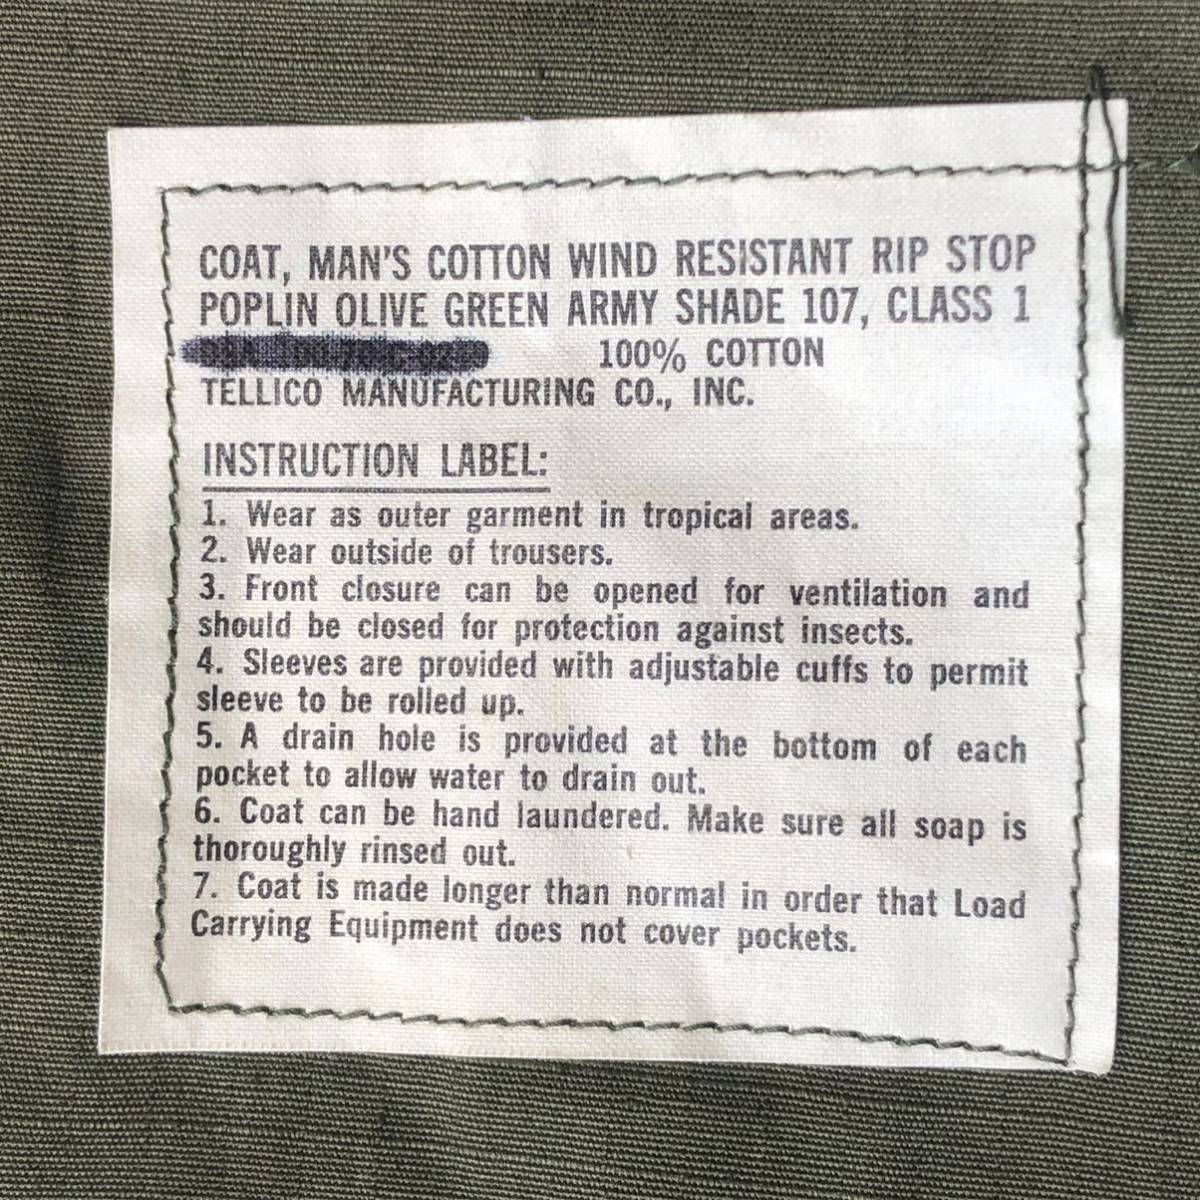 COAT, MAN'S COTTON WIND RESISTANT RIP STOP
POPLIN OLIVE GREEN ARMY SHADE 107, CLASS 1
100% COTTON
TELLICO MANUFACTURING CO., INC.
INSTRUCTION LABEL:
1. Wear as outer garment in tropical areas.
2. Wear outside of trousers.
3. Front closure can be opened for ventilation and
should be closed for protection against insects.
4. Sleeves are provided with adjustable cuffs to permit
sleeve to be rolled up.
5. A drain hole is provided at the bottom of each
pocket to allow water to drain out.
6. Coat can be hand laundered. Make sure all soap is
thoroughly rinsed out.
7. Coat is made longer than normal in order that Load
Carrying Equipment does not cover pockets.